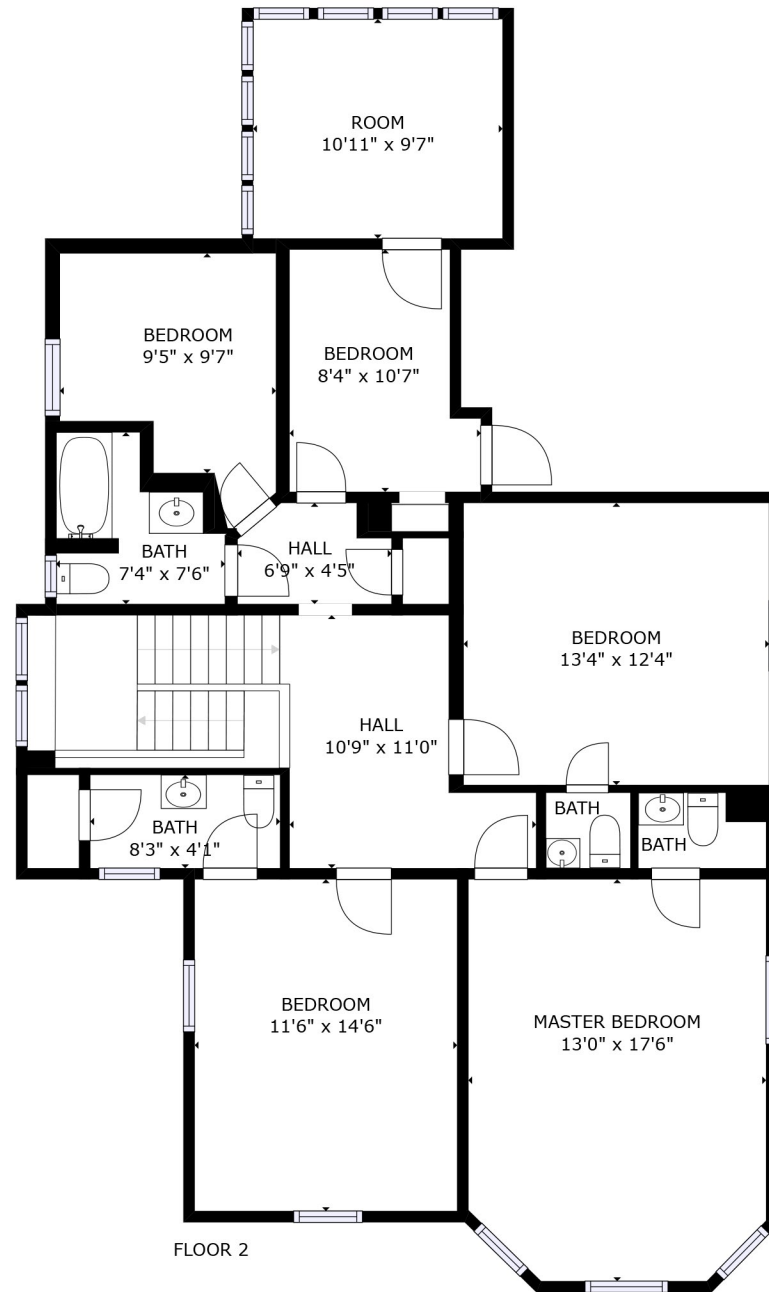 ROOM
10'11" x 9'7"
BEDROOM
9'5" x 9'7"
BEDROOM
8'4" x 10'7"
BATH
7'4" x 7'6"
HALL
6'9" x 4'5"
BEDROOM
13'4" x 12'4"
HALL
10'9" x 11'0"
BATH
8'3" x 4'1"
BATH
BATH
BEDROOM
11'6" x 14'6"
MASTER BEDROOM
13'0" x 17'6"
FLOOR 2